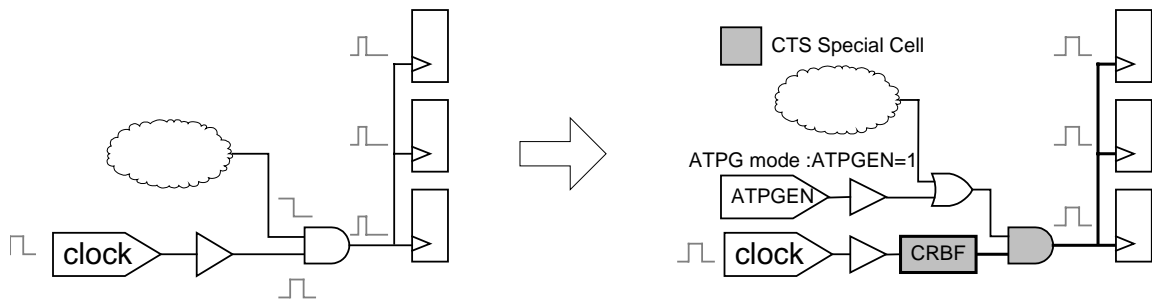 CTS Special Cell
ATPG mode :ATPGEN=1
ATPGEN
clock
clock
CRBF